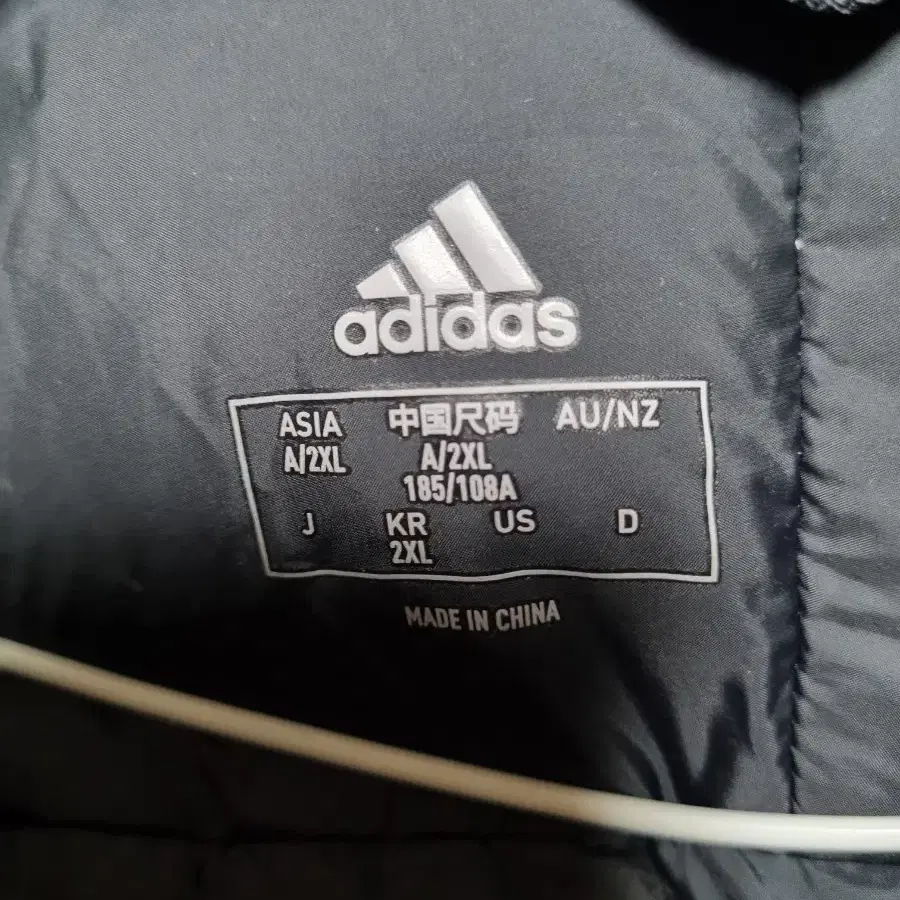 adidas
ASIA 中国尺码 AU/NZ
A/2XL A/2XL
185/108A
J KR US D
2XL
MADE IN CHINA